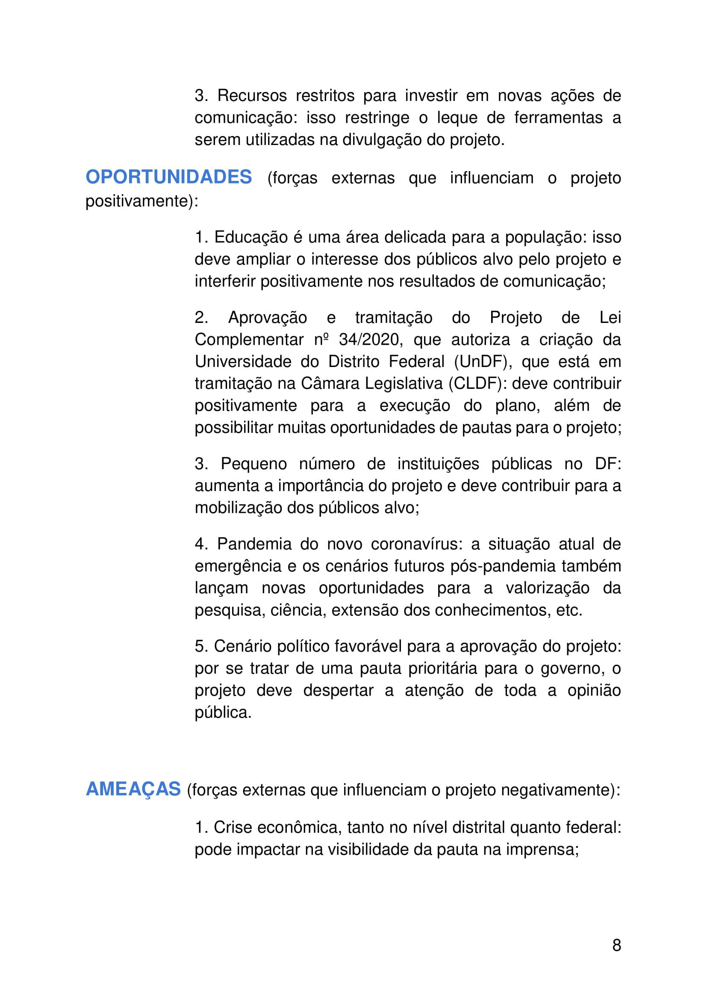 3. Recursos restritos para investir em novas ações de
comunicação: isso restringe o leque de ferramentas a
serem utilizadas na divulgação do projeto.
OPORTUNIDADES (forças externas que influenciam o projeto
positivamente):
1. Educação é uma área delicada para a população: isso
deve ampliar o interesse dos públicos alvo pelo projeto e
interferir positivamente nos resultados de comunicação;
2. Aprovação e tramitação do Projeto de Lei
Complementar nº 34/2020, que autoriza a criação da
Universidade do Distrito Federal (UnDF), que está em
tramitação na Câmara Legislativa (CLDF): deve contribuir
positivamente para a execução do plano, além de
possibilitar muitas oportunidades de pautas para o projeto;
3. Pequeno número de instituições públicas no DF:
aumenta a importância do projeto e deve contribuir para a
mobilização dos públicos alvo;
4. Pandemia do novo coronavírus: a situação atual de
emergência e os cenários futuros pós-pandemia também
lançam novas oportunidades para a valorização da
pesquisa, ciência, extensão dos conhecimentos, etc.
5. Cenário político favorável para a aprovação do projeto:
por se tratar de uma pauta prioritária para o governo, o
projeto deve despertar a atenção de toda a opinião
pública.
AMEAÇAS (forças externas que influenciam o projeto negativamente):
1. Crise econômica, tanto no nível distrital quanto federal:
pode impactar na visibilidade da pauta na imprensa;
8